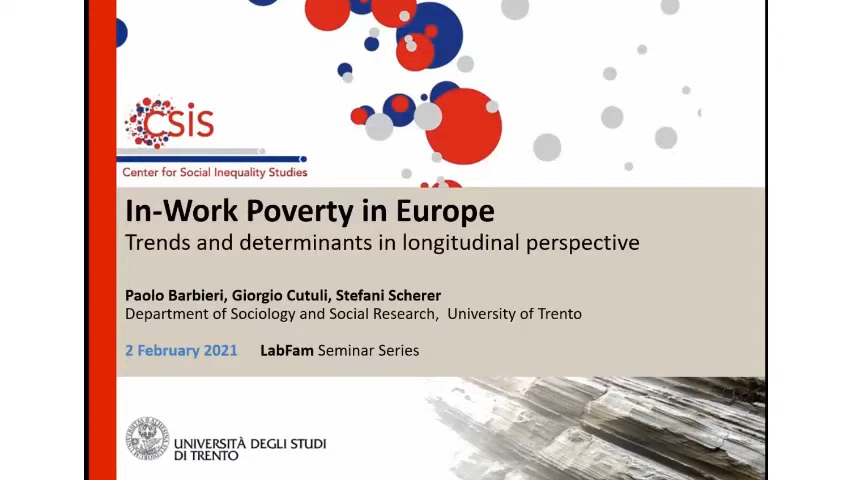 csis
Center for Social Inequality Studies
In-Work Poverty in Europe
Trends and determinants in longitudinal perspective
Paolo Barbieri, Giorgio Cutuli, Stefani Scherer
Department of Sociology and Social Research, University of Trento
2 February 2021 LabFam Seminar Series
UNIVERSITÀ DEGLI STUDI
DI TRENTO